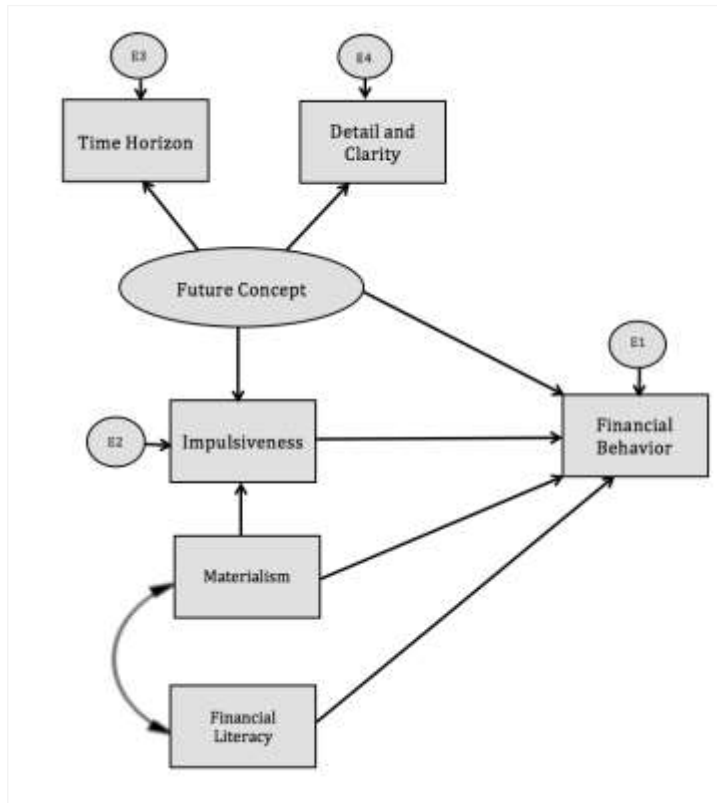 E3
E4
Time Horizon
Detail and
Clarity
Future Concept
E1
Financial
Behavior
E2
Impulsiveness
Materialism
Financial
Literacy